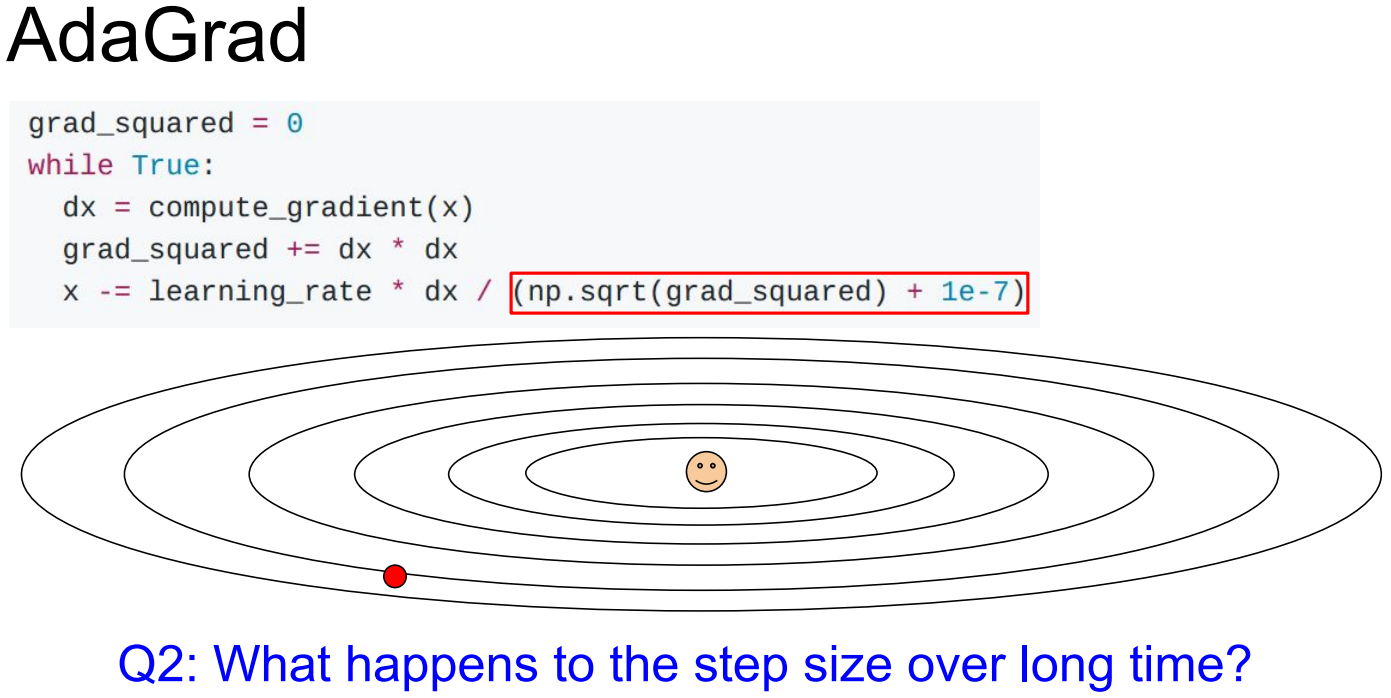 AdaGrad
grad_squared = 0
while True:
  dx = compute_gradient(x)
  grad_squared += dx * dx
  x -= learning_rate * dx / (np.sqrt(grad_squared) + 1e-7)
Q2: What happens to the step size over long time?